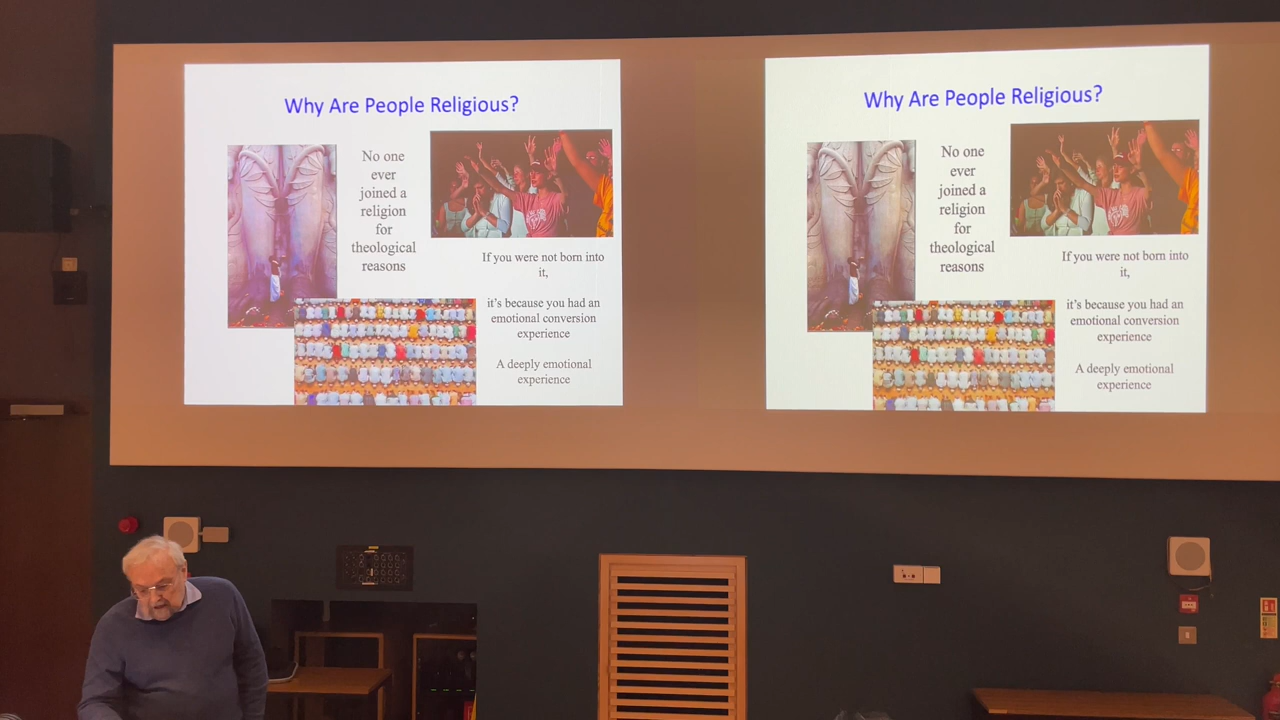 Why Are People Religious?
No one
ever
joined a
religion
for
theological
reasons
If you were not born into
it,
it's because you had an
emotional conversion
experience
A deeply emotional
experience
Why Are People Religious?
No one
ever
joined a
religion
for
theological
reasons
If you were not born into
it,
it's because you had an
emotional conversion
experience
A deeply emotional
experience